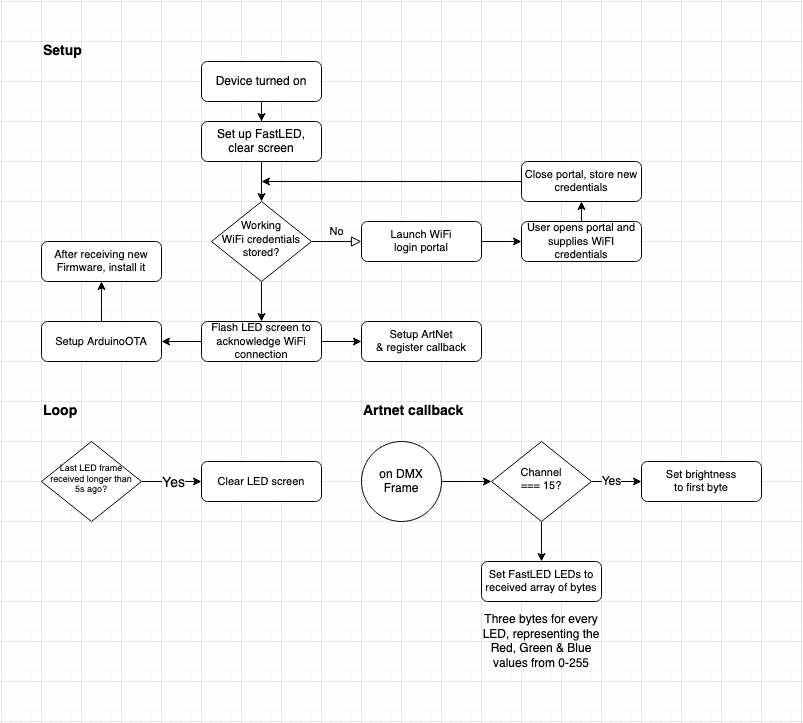 Setup
Device turned on
Set up FastLED,
clear screen
Close portal, store new
credentials
Working
WiFi credentials
stored?
No
Launch WiFi
login portal
User opens portal and
supplies WiFI
credentials
After receiving new
Firmware, install it
Setup ArduinoOTA
Flash LED screen to
acknowledge WiFi
connection
Setup ArtNet
& register callback
Loop
Last LED frame
received longer than
5s ago?
Yes
Clear LED screen
Artnet callback
on DMX
Frame
Channel
=== 15?
Yes
Set brightness
to first byte
Set FastLED LEDs to
received array of bytes
Three bytes for every
LED, representing the
Red, Green & Blue
values from 0-255